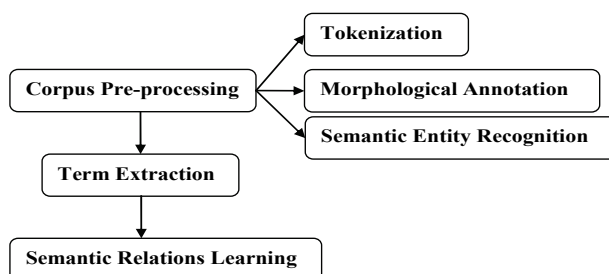 Tokenization
Corpus Pre-processing
Morphological Annotation
Semantic Entity Recognition
Term Extraction
Semantic Relations Learning